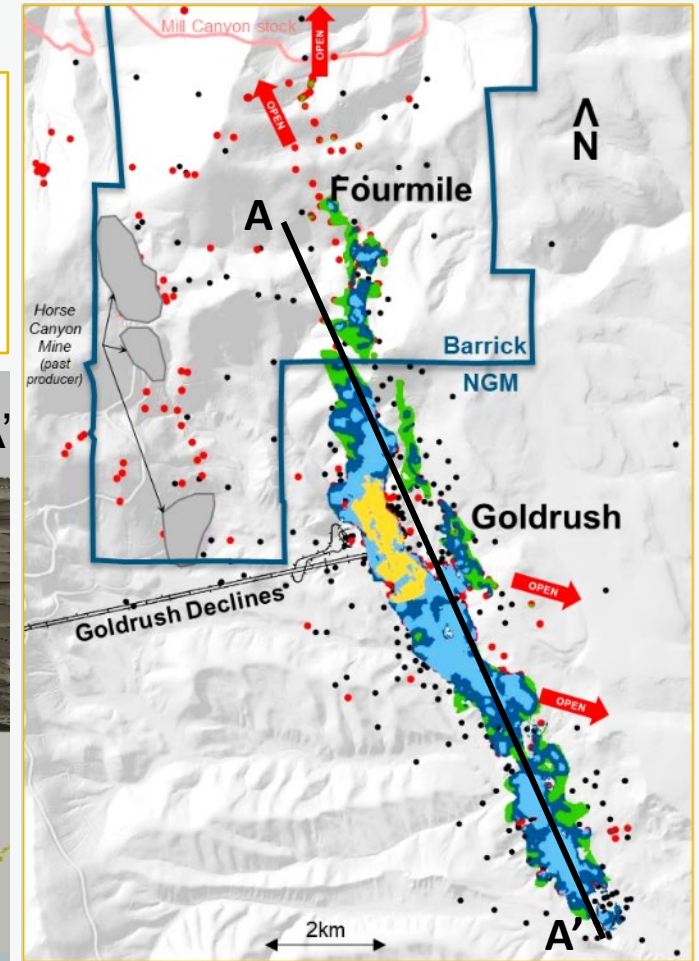 Mill Canyon stock
OPEN
OPEN
N
Fourmile
A
Horse
Canyon
Mine
(past
producer)
Barrick
NGM
Goldrush
OPEN
Goldrush Declines
OPEN
2km
A'